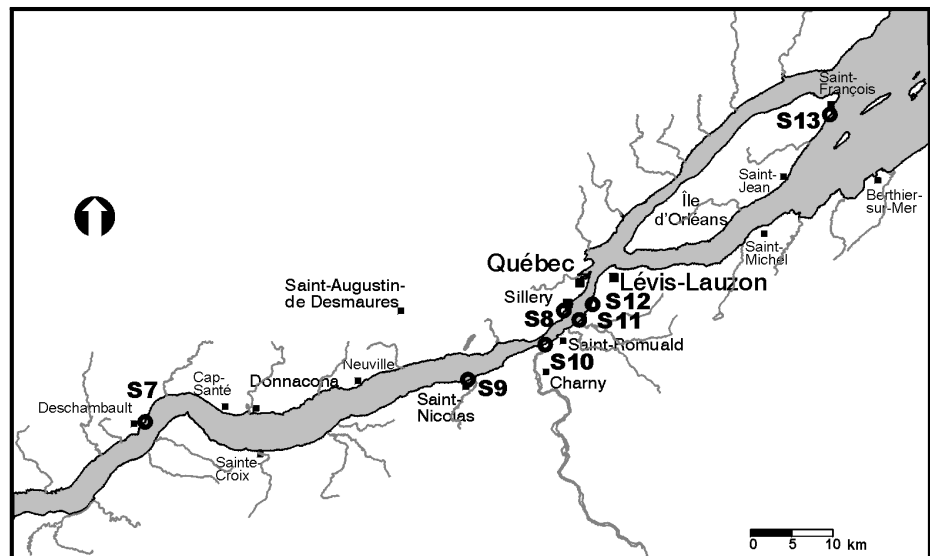 Saint-
François
S13
Saint-
Jean
Berthier-
sur-Mer
Île
d'Orléans
Saint-
Michel
Québec
Lévis-Lauzon
Saint-Augustin-
de Desmaures
Sillery
S12
S8
S11
Saint-Romuald
S10
Neuville
Charny
Cap-
Santé
Donnacona
S7
S9
Deschambault
Saint-
Nicolas
Sainte
Croix
0 5 10 km